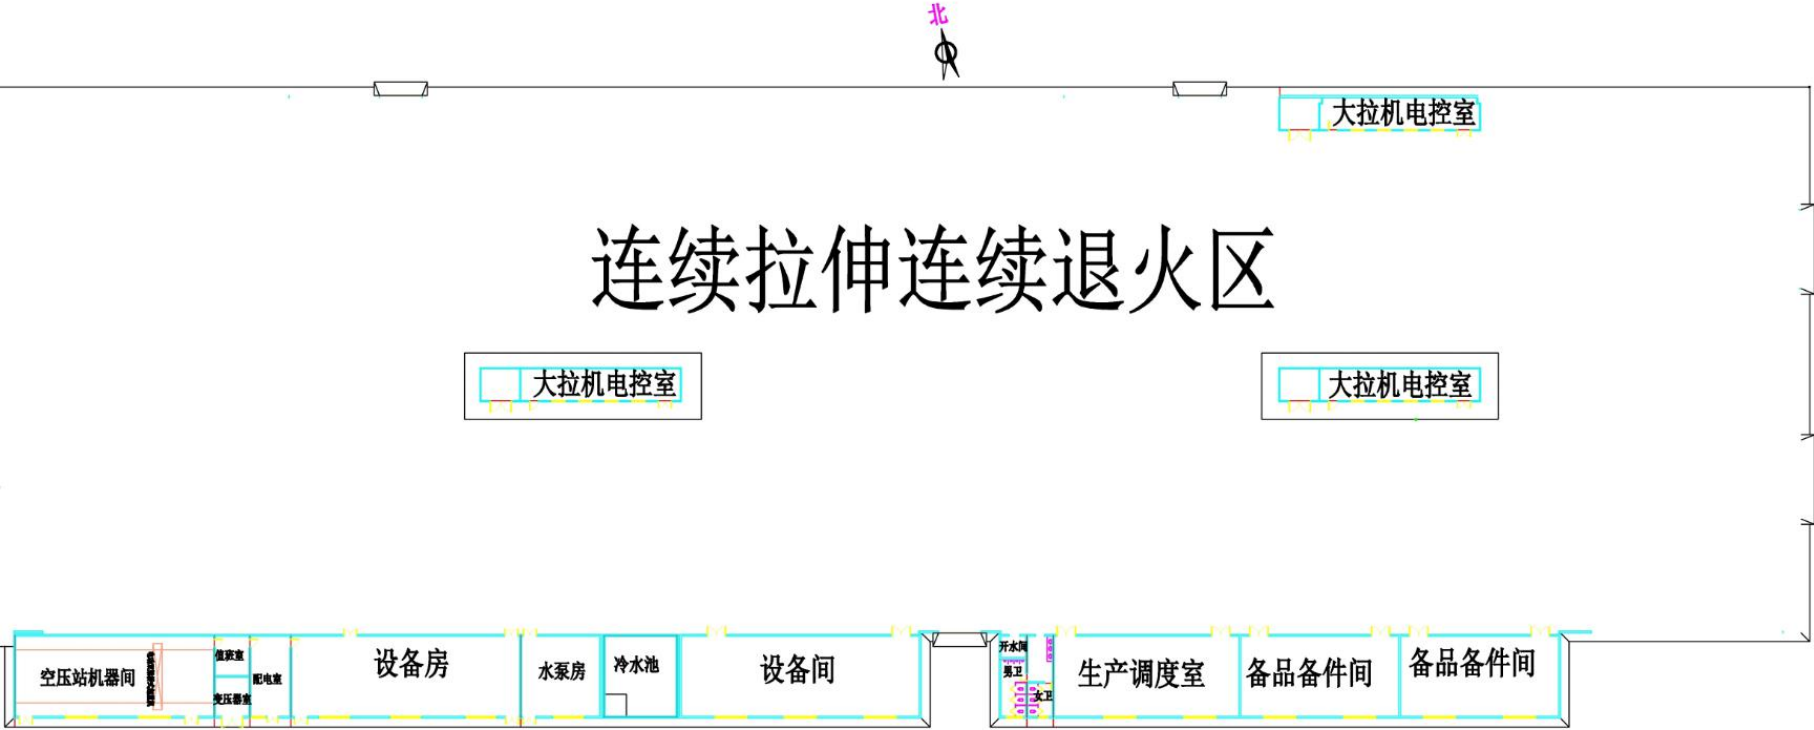 北
大拉机电控室
连续拉伸连续退火区
大拉机电控室
大拉机电控室
空压站机器间
值班室
变压器室
配电室
设备房
水泵房
冷水池
设备间
开水间
男卫
女卫
生产调度室
备品备件间
备品备件间